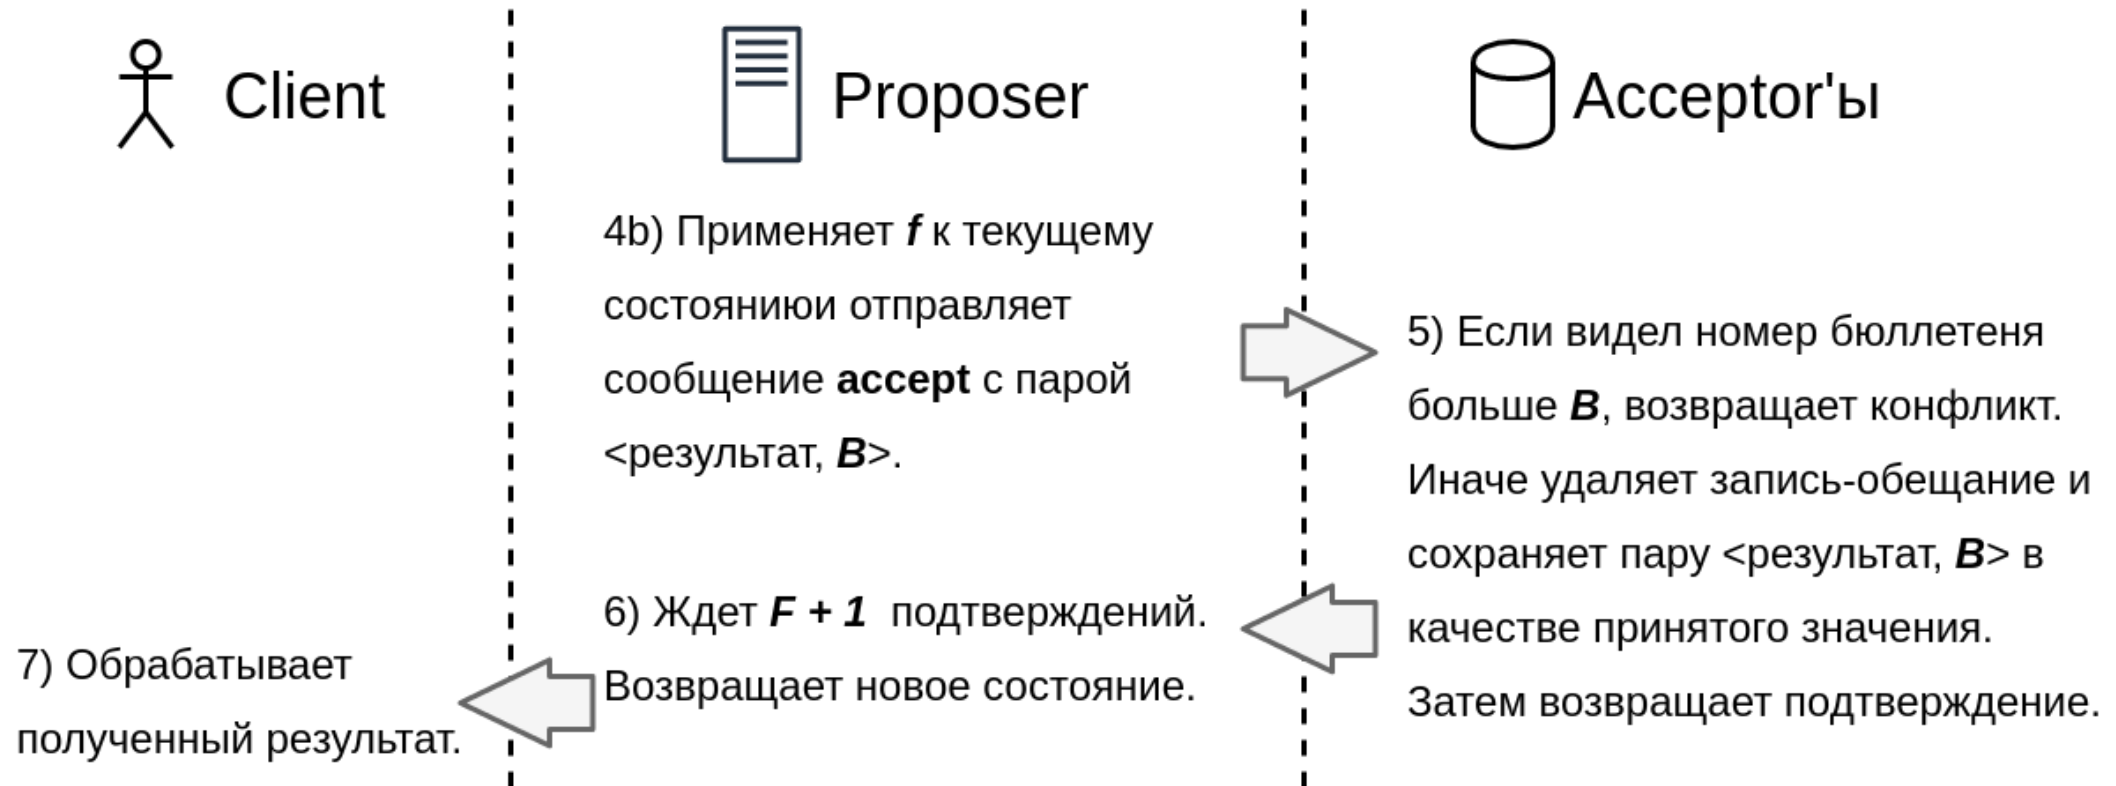 Client
Proposer
Acceptor'ы
4b) Применяет f к текущему
состояниюи отправляет
сообщение accept с парой
<результат, B>.
5) Если видел номер бюллетеня
больше B, возвращает конфликт.
Иначе удаляет запись-обещание и
сохраняет пару <результат, B> в
качестве принятого значения.
Затем возвращает подтверждение.
6) Ждет F + 1 подтверждений.
Возвращает новое состояние.
7) Обрабатывает
полученный результат.